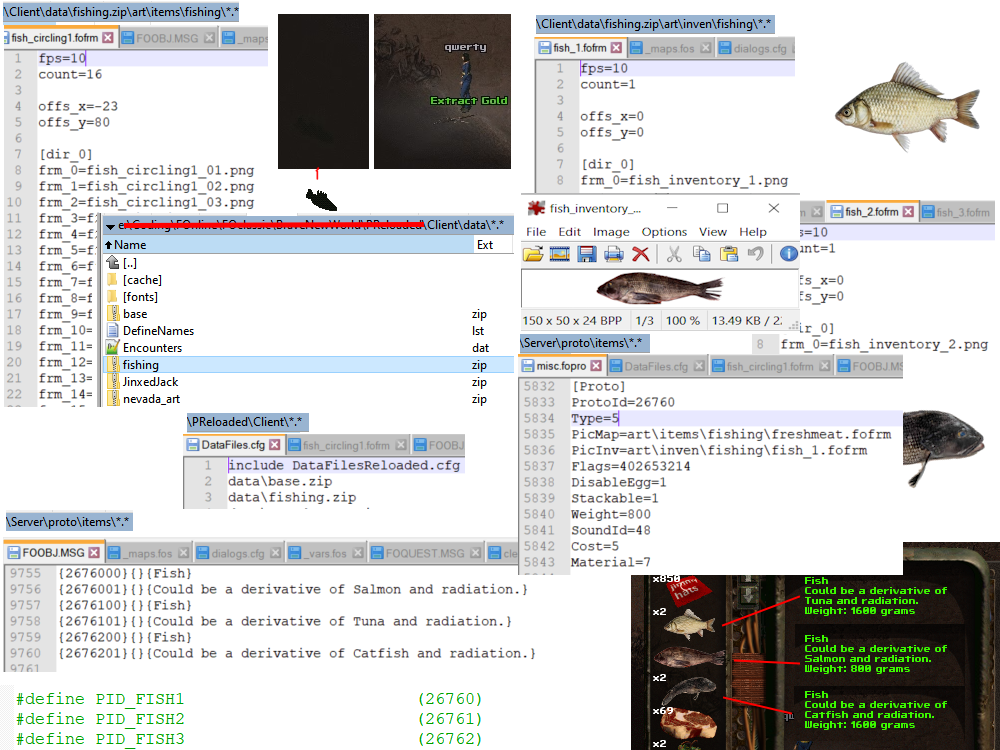 \Client\data\fishing.zip\art\items\fishing\*.*
fish_circling1.fofrm
FOOBJ.MSG
_maps
1 fps=10
2 count=16
3
4 offs_x=-23
5 offs_y=80
6
7 [dir_0]
8 frm_0=fish_circling1_01.png
9 frm_1=fish_circling1_02.png
10 frm_2=fish_circling1_03.png
11 frm_3=f
12 frm_4=f
13 frm_5=f
14 frm_6=f
15 frm_7=f
16 frm_8=f
17 frm_9=f
18 frm_10=
19 frm_11=
20 frm_12=
21 frm_13=
22 frm_14=
qwerty
Extract Gold
\Client\data\fishing.zip\art\inven\fishing\*.*
fish_1.fofrm
_maps.fos
dialogs.cfg
1 fps=10
2 count=1
3
4 offs_x=0
5 offs_y=0
6
7 [dir_0]
8 frm_0=fish_inventory_1.png
\Client\data\*.*
Name
Ext
[..]
[cache]
[fonts]
base zip
DefineNames lst
Encounters dat
fishing zip
JinxedJack zip
nevada_art zip
fish_inventory_...
File Edit Image Options View Help
150 x 50 x 24 BPP
1/3
100 %
13.49 KB / 2
fish_2.fofrm
fish_3.fofrm
s=10
unt=1
fs_x=0
fs_y=0
ir_0]
8 frm_0=fish_inventory_2.png
\Server\proto\items\*.*
misc.fopro
DataFiles.cfg
fish_circling1.fofrm
FOOBJ.MS
5832 [Proto]
5833 ProtoId=26760
5834 Type=5
5835 PicMap=art\items\fishing\freshmeat.fofrm
5836 PicInv=art\inven\fishing\fish_1.fofrm
5837 Flags=402653214
5838 DisableEgg=1
5839 Stackable=1
5840 Weight=800
5841 SoundId=48
5842 Cost=5
5843 Material=7
\PReloaded\Client\*.*
DataFiles.cfg
fish_circling1.fofrm
FOOBJ
1 include DataFilesReloaded.cfg
2 data\base.zip
3 data\fishing.zip
\Server\proto\items\*.*
FOOBJ.MSG
_maps.fos
dialogs.cfg
_vars.fos
FOQUEST.MSG
cle
9755 {2676000}{}{Fish}
9756 {2676001}{}{Could be a derivative of Salmon and radiation.}
9757 {2676100}{}{Fish}
9758 {2676101}{}{Could be a derivative of Tuna and radiation.}
9759 {2676200}{}{Fish}
9760 {2676201}{}{Could be a derivative of Catfish and radiation.}
9761
#define PID_FISH1 (26760)
#define PID_FISH2 (26761)
#define PID_FISH3 (26762)
x850
x2
x2
x69
x2
Fish
Could be a derivative of
Tuna and radiation.
Weight: 1600 grams
Fish
Could be a derivative of
Salmon and radiation.
Weight: 800 grams
Fish
Could be a derivative of
Catfish and radiation.
Weight: 1600 grams